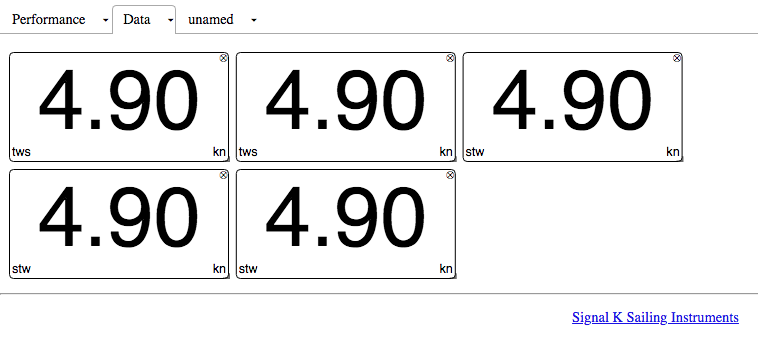 Performance Data unamed
4.90 4.90 4.90
tws kn tws kn stw kn
4.90 4.90
stw kn stw kn
Signal K Sailing Instruments